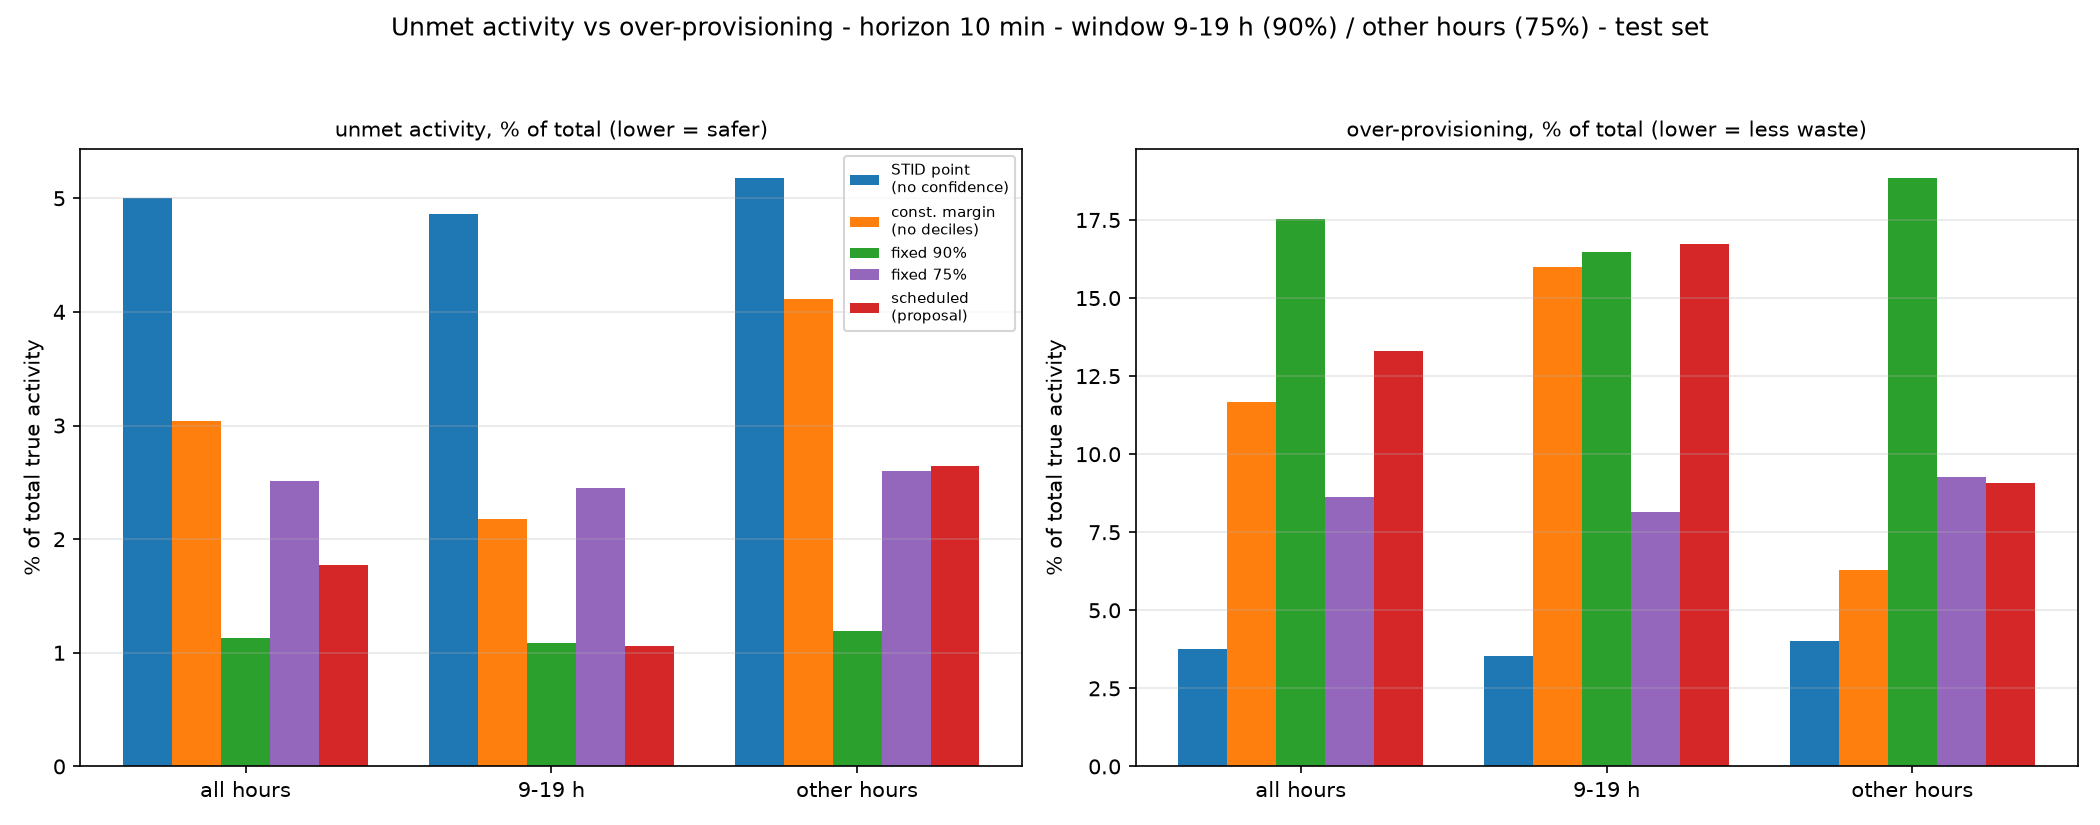 Unmet activity vs over-provisioning - horizon 10 min - window 9-19 h (90%) / other hours (75%) - test set
unmet activity, % of total (lower = safer)
% of total true activity
5
4
3
2
1
0
all hours
9-19 h
other hours
STID point
(no confidence)
const. margin
(no deciles)
fixed 90%
fixed 75%
scheduled
(proposal)
over-provisioning, % of total (lower = less waste)
% of total true activity
17.5
15.0
12.5
10.0
7.5
5.0
2.5
0.0
all hours
9-19 h
other hours